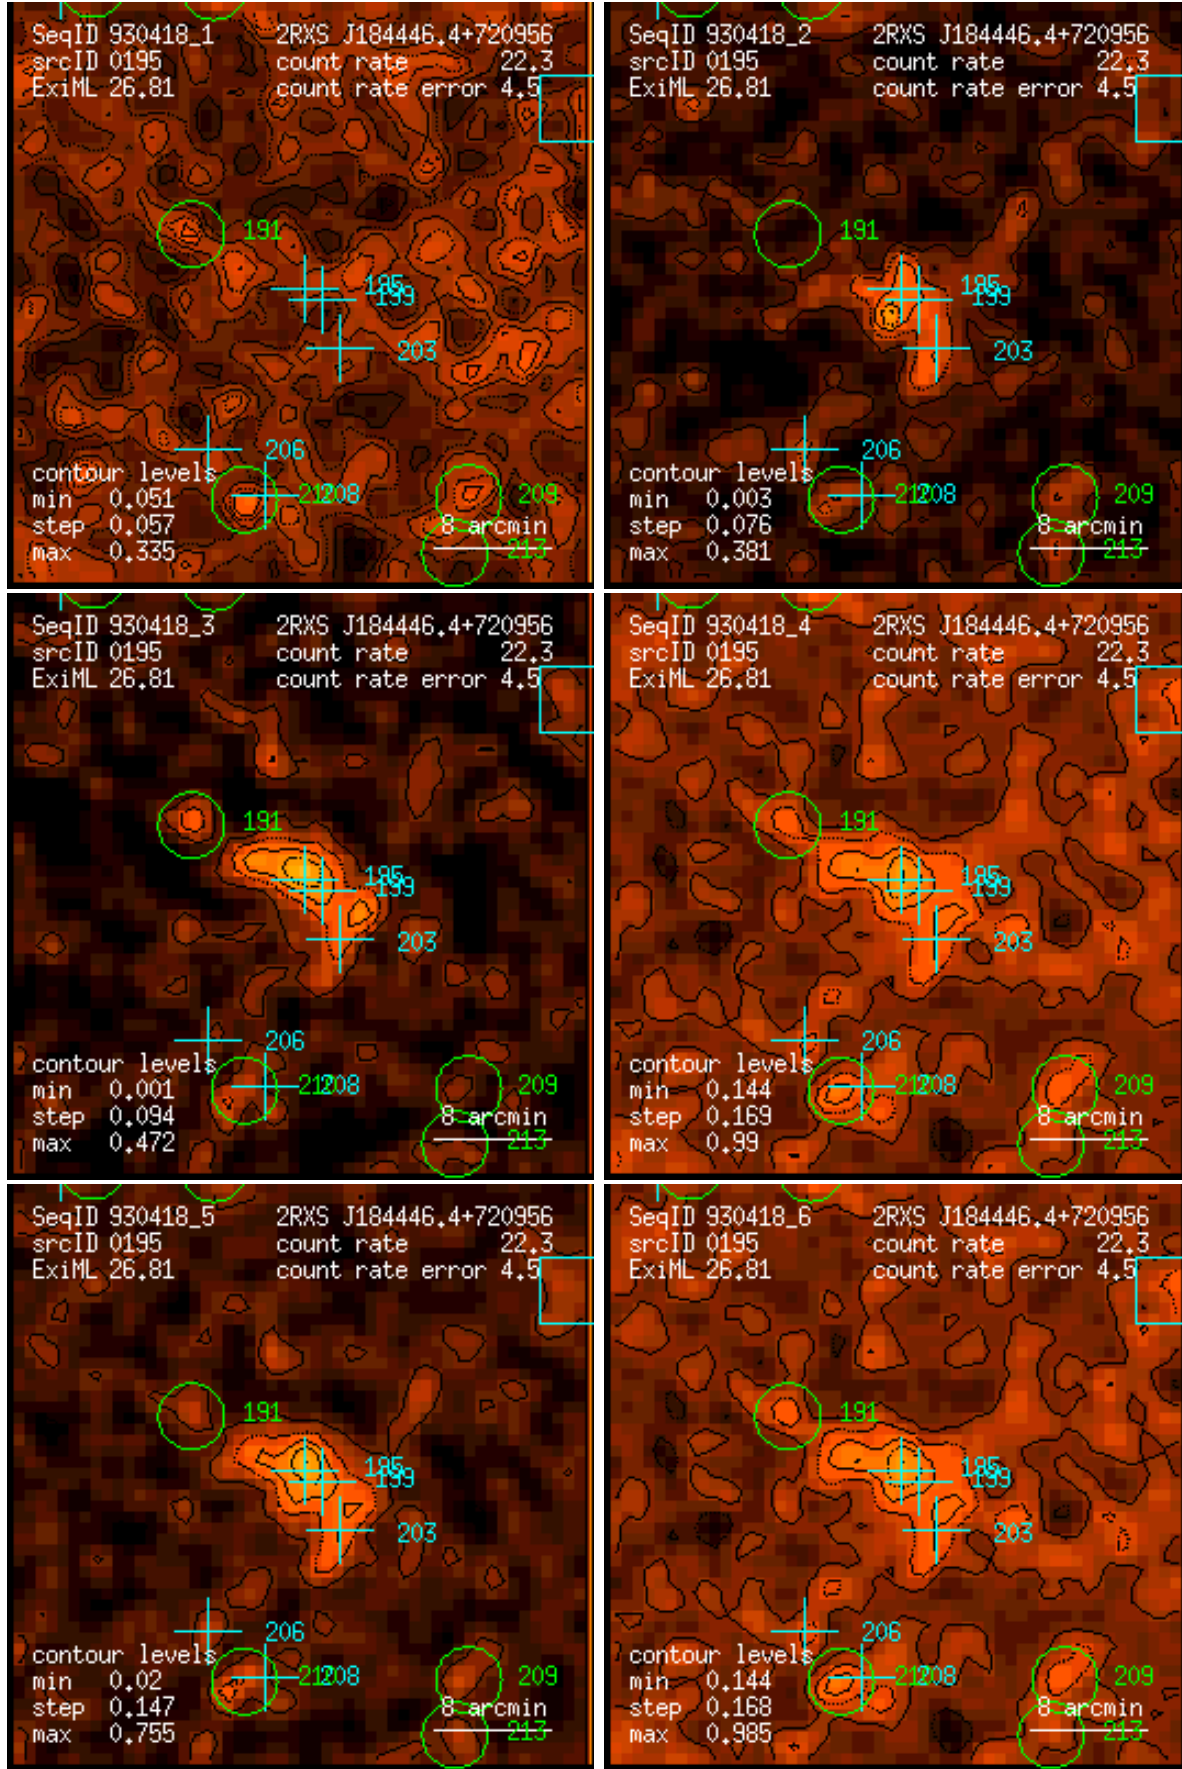 SeqID 930418_1 2RXS J184446.4+720956
srcID 0195 count rate 22.3
ExiML 26.81 count rate error 4.5
191
199
203
206
208
209
213
contour levels
min 0.051
step 0.057
max 0.335
8 arcmin
SeqID 930418_2 2RXS J184446.4+720956
srcID 0195 count rate 22.3
ExiML 26.81 count rate error 4.5
191
199
203
206
208
209
213
contour levels
min 0.003
step 0.076
max 0.381
8 arcmin
SeqID 930418_3 2RXS J184446.4+720956
srcID 0195 count rate 22.3
ExiML 26.81 count rate error 4.5
191
199
203
206
208
209
213
contour levels
min 0.001
step 0.094
max 0.472
8 arcmin
SeqID 930418_4 2RXS J184446.4+720956
srcID 0195 count rate 22.3
ExiML 26.81 count rate error 4.5
191
199
203
206
208
209
213
contour levels
min 0.144
step 0.169
max 0.99
8 arcmin
SeqID 930418_5 2RXS J184446.4+720956
srcID 0195 count rate 22.3
ExiML 26.81 count rate error 4.5
191
199
203
206
208
209
213
contour levels
min 0.02
step 0.147
max 0.755
8 arcmin
SeqID 930418_6 2RXS J184446.4+720956
srcID 0195 count rate 22.3
ExiML 26.81 count rate error 4.5
191
199
203
206
208
209
213
contour levels
min 0.144
step 0.168
max 0.985
8 arcmin